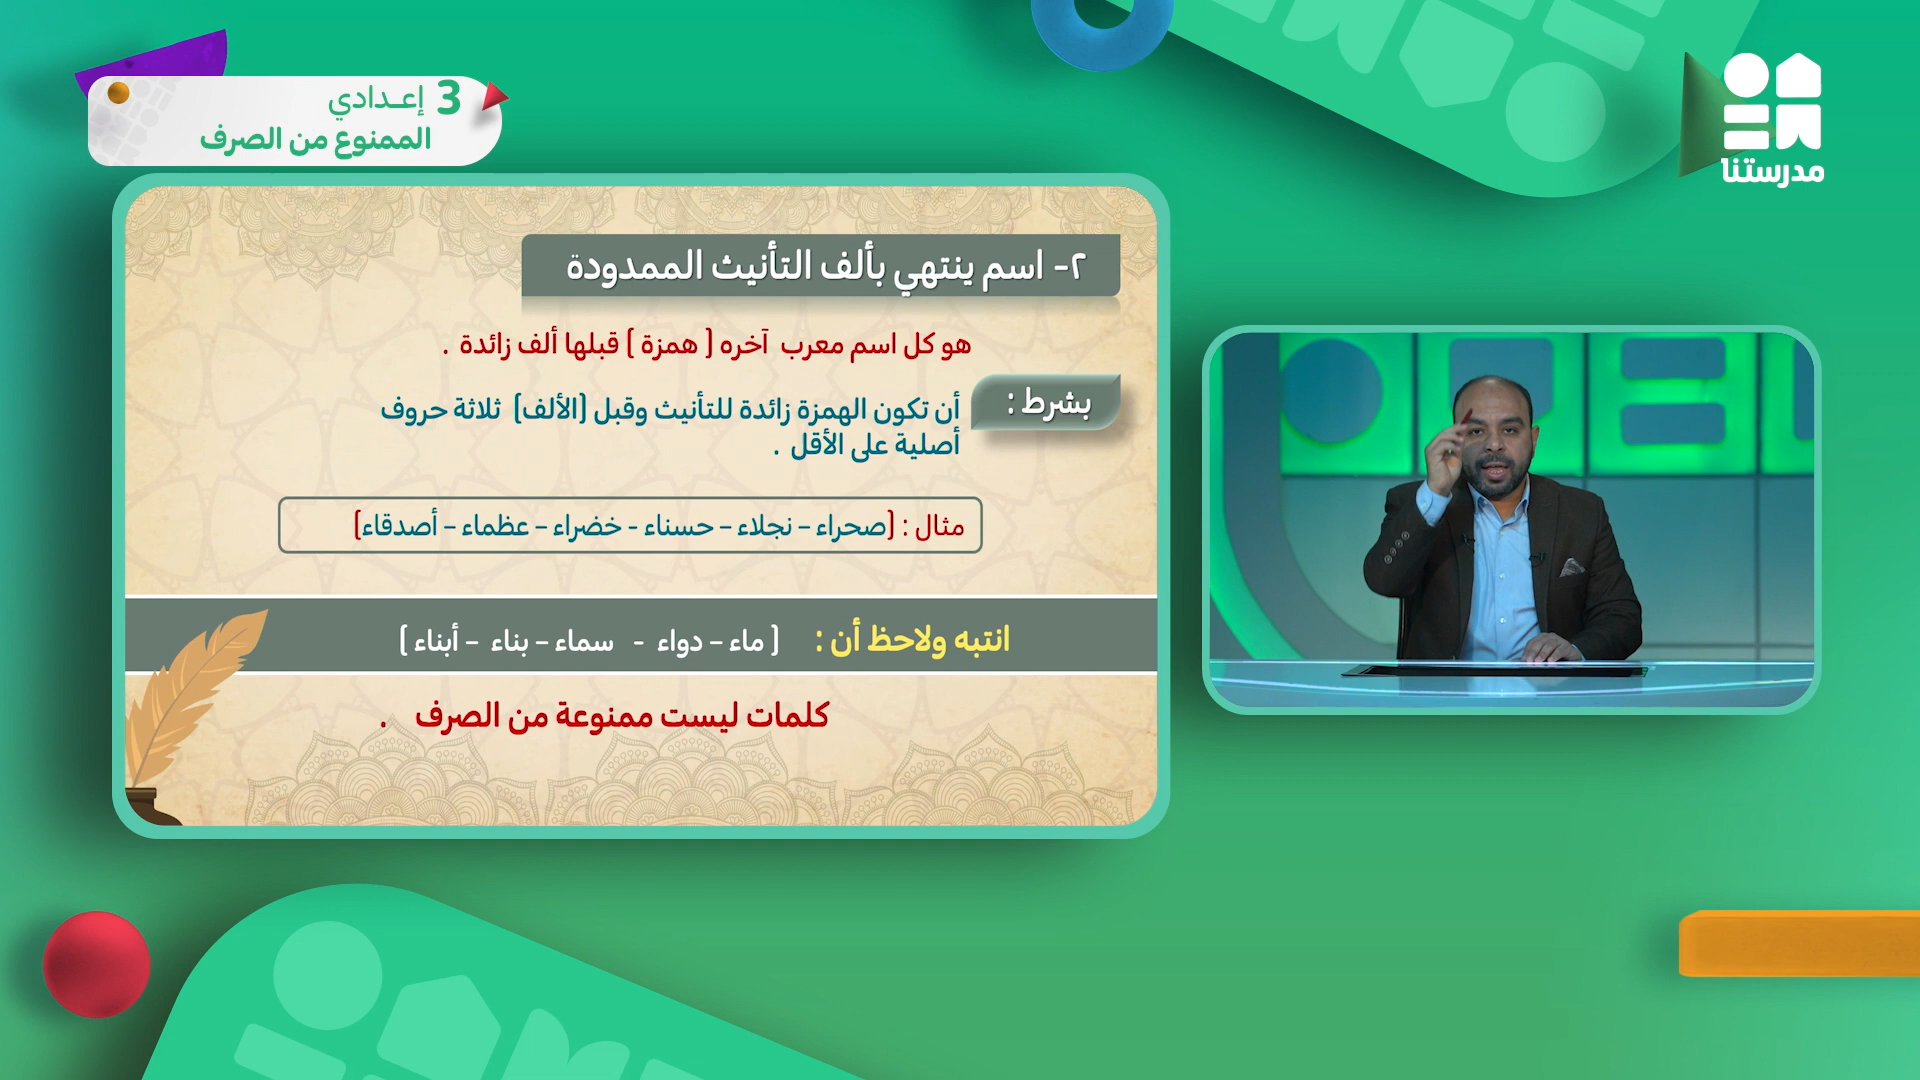 3 إعـدادي
الممنوع من الصرف
مدرستنا
٢- اسم ينتهي بألف التأنيث الممدودة
هو كل اسم معرب آخره ( همزة ) قبلها ألف زائدة .
بشرط :
أن تكون الهمزة زائدة للتأنيث وقبل (الألف) ثلاثة حروف
أصلية على الأقل .
مثال : (صحراء – نجلاء – حسناء - خضراء – عظماء – أصدقاء)
انتبه ولاحظ أن : ( ماء – دواء - سماء – بناء – أبناء )
كلمات ليست ممنوعة من الصرف .